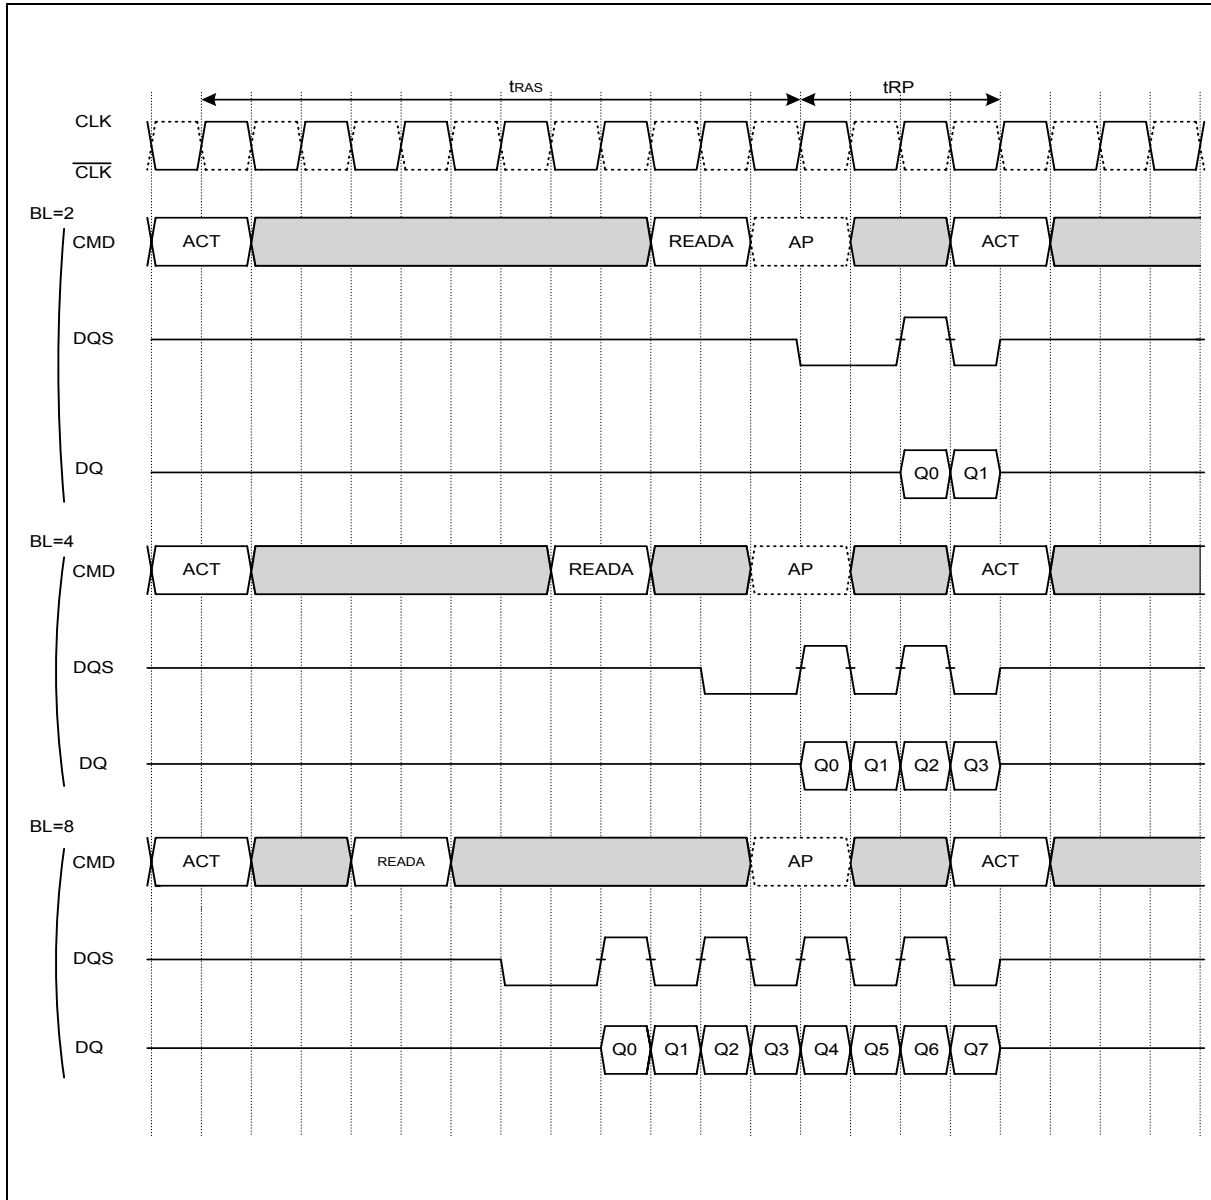 tRAS tRP
CLK
CLK
BL=2
CMD ACT READA AP ACT
DQS
DQ Q0 Q1
BL=4
CMD ACT READA AP ACT
DQS
DQ Q0 Q1 Q2 Q3
BL=8
CMD ACT READA AP ACT
DQS
DQ Q0 Q1 Q2 Q3 Q4 Q5 Q6 Q7